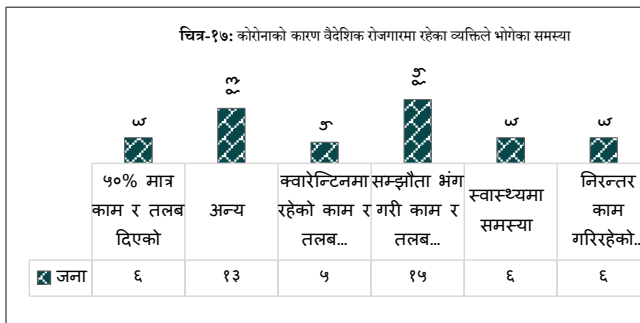 चित्र-१७: कोरोनाको कारण वैदेशिक रोजगारमा रहेका व्यक्तिले भोगेका समस्या
६ १३ ५ १५ ६ ६
५०% मात्र काम र तलब दिएको
अन्य
क्वारेन्टिनमा रहेको काम र तलब...
सम्झौता भंग गरी काम र तलब...
स्वास्थ्यमा समस्या
निरन्तर काम गरिरहेको...
जना ६ १३ ५ १५ ६ ६